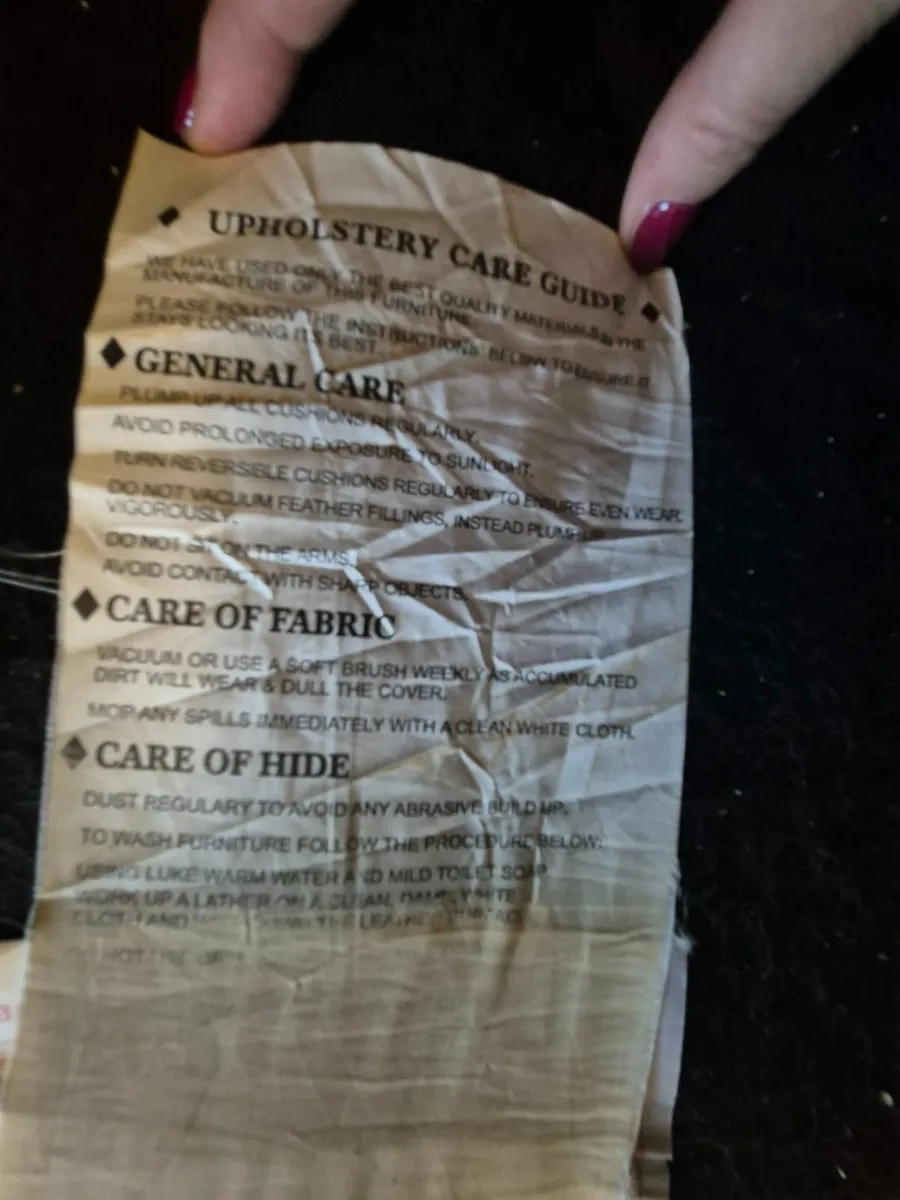 ◆ UPHOLSTERY CARE GUIDE ◆
WE HAVE USED ONLY THE BEST QUALITY MATERIALS IN THE
MANUFACTURE OF THIS FURNITURE
PLEASE FOLLOW THE INSTRUCTIONS BELOW TO ENSURE IT
STAYS LOOKING ITS BEST
◆ GENERAL CARE
PLUMP UP ALL CUSHIONS REGULARLY.
AVOID PROLONGED EXPOSURE TO SUNLIGHT.
TURN REVERSIBLE CUSHIONS REGULARLY TO ENSURE EVEN WEAR.
DO NOT VACUUM FEATHER FILLINGS, INSTEAD PLUMP UP
VIGOROUSLY.
DO NOT SIT ON THE ARMS.
AVOID CONTACT WITH SHARP OBJECTS.
◆ CARE OF FABRIC
VACUUM OR USE A SOFT BRUSH WEEKLY AS ACCUMULATED
DIRT WILL WEAR & DULL THE COVER.
MOP ANY SPILLS IMMEDIATELY WITH A CLEAN WHITE CLOTH.
◆ CARE OF HIDE
DUST REGULARY TO AVOID ANY ABRASIVE BUILD UP.
TO WASH FURNITURE FOLLOW THE PROCEDURE BELOW:
USING LUKE WARM WATER AND MILD TOILET SOAP
WORK UP A LATHER ON A CLEAN, DAMP, WHITE
CLOTH AND THE
NOT